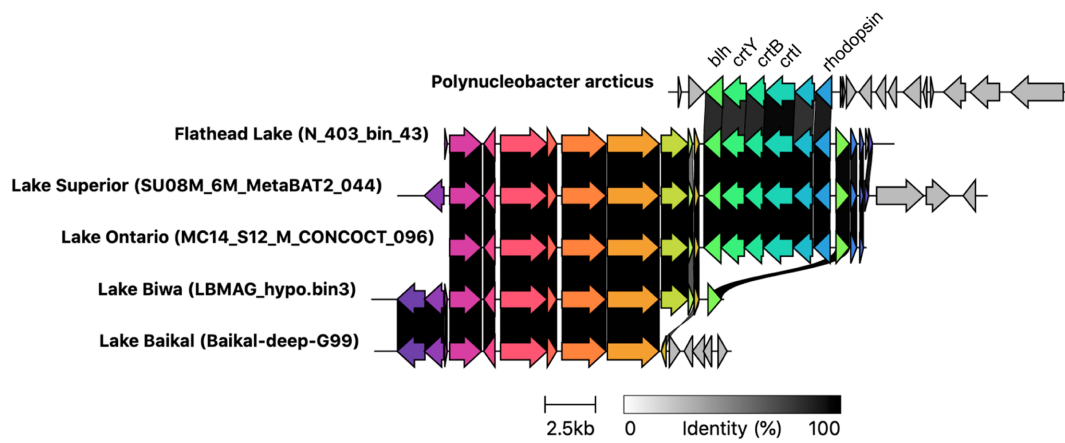 blh
crtY
crtB
crtI
rhodopsin
Polynucleobacter arcticus
Flathead Lake (N_403_bin_43)
Lake Superior (SU08M_6M_MetaBAT2_044)
Lake Ontario (MC14_S12_M_CONCOCT_096)
Lake Biwa (LBMAG_hypo.bin3)
Lake Baikal (Baikal-deep-G99)
2.5kb
0 Identity (%) 100